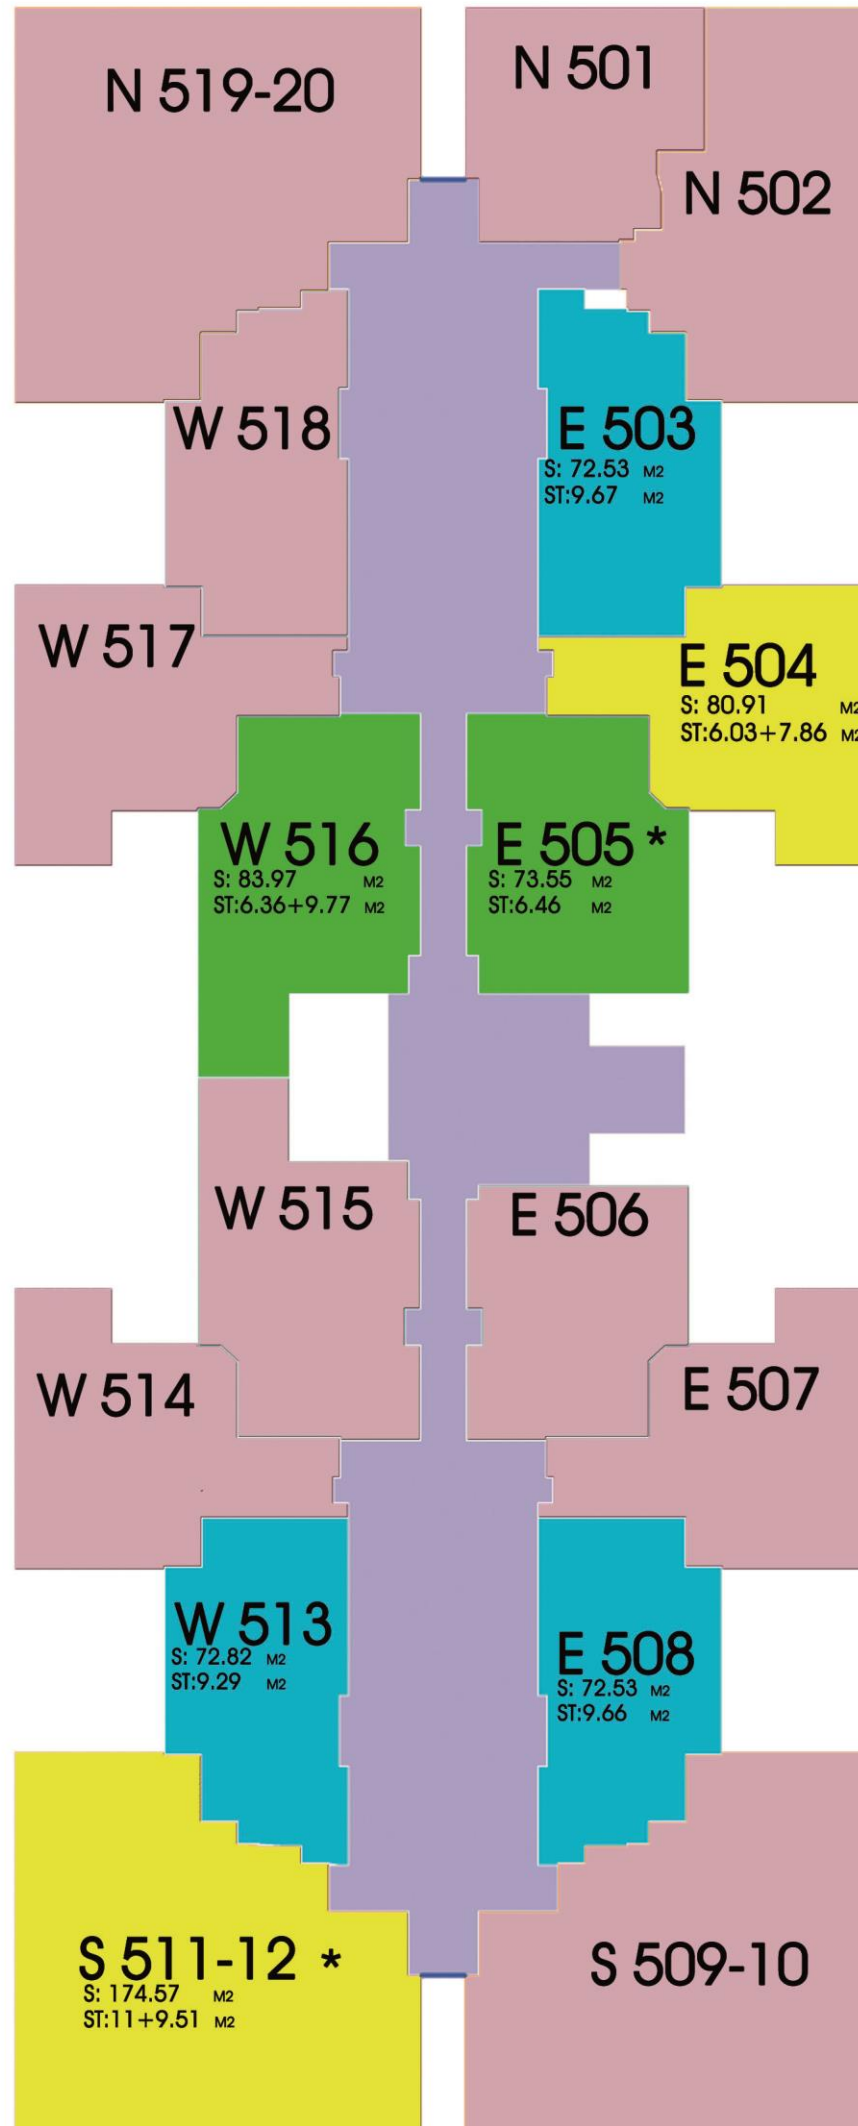 N 519-20
N 501
N 502
W 518
E 503
S: 72.53 M2
ST:9.67 M2
W 517
E 504
S: 80.91 M2
ST:6.03+7.86 M2
W 516
S: 83.97 M2
ST:6.36+9.77 M2
E 505 *
S: 73.55 M2
ST:6.46 M2
W 515
E 506
W 514
E 507
W 513
S: 72.82 M2
ST:9.29 M2
E 508
S: 72.53 M2
ST:9.66 M2
S 511-12 *
S: 174.57 M2
ST:11+9.51 M2
S 509-10